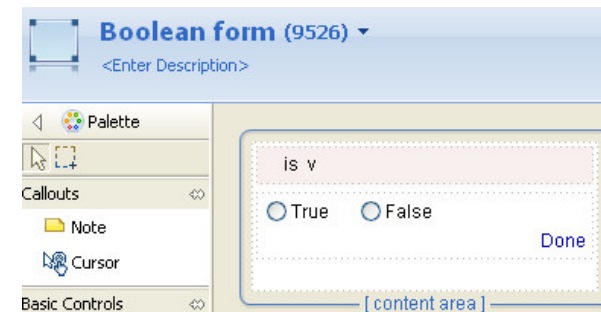 Boolean form (9526)
<Enter Description>
Palette
Callouts
Note
Cursor
Basic Controls
is v
True False
Done
[ content area ]